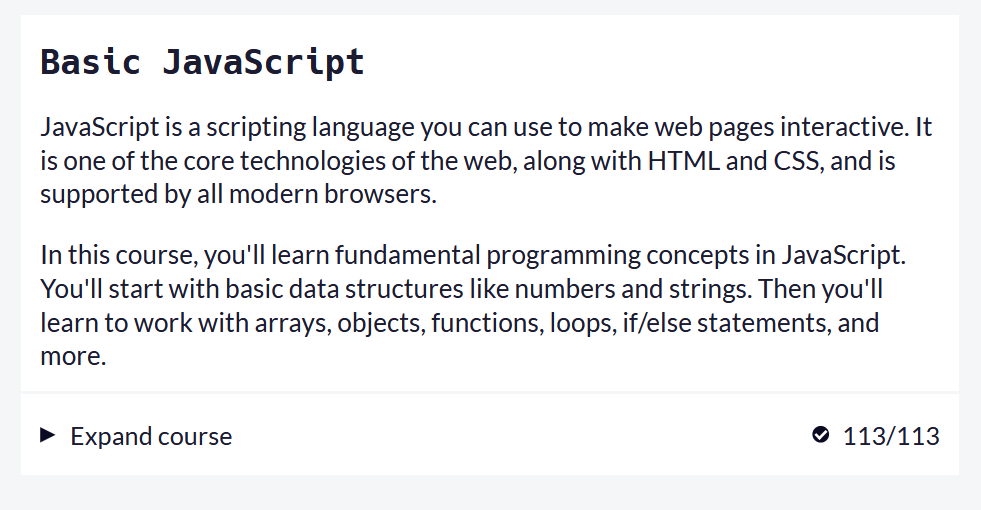 Basic JavaScript
JavaScript is a scripting language you can use to make web pages interactive. It
is one of the core technologies of the web, along with HTML and CSS, and is
supported by all modern browsers.
In this course, you'll learn fundamental programming concepts in JavaScript.
You'll start with basic data structures like numbers and strings. Then you'll
learn to work with arrays, objects, functions, loops, if/else statements, and
more.
Expand course 113/113